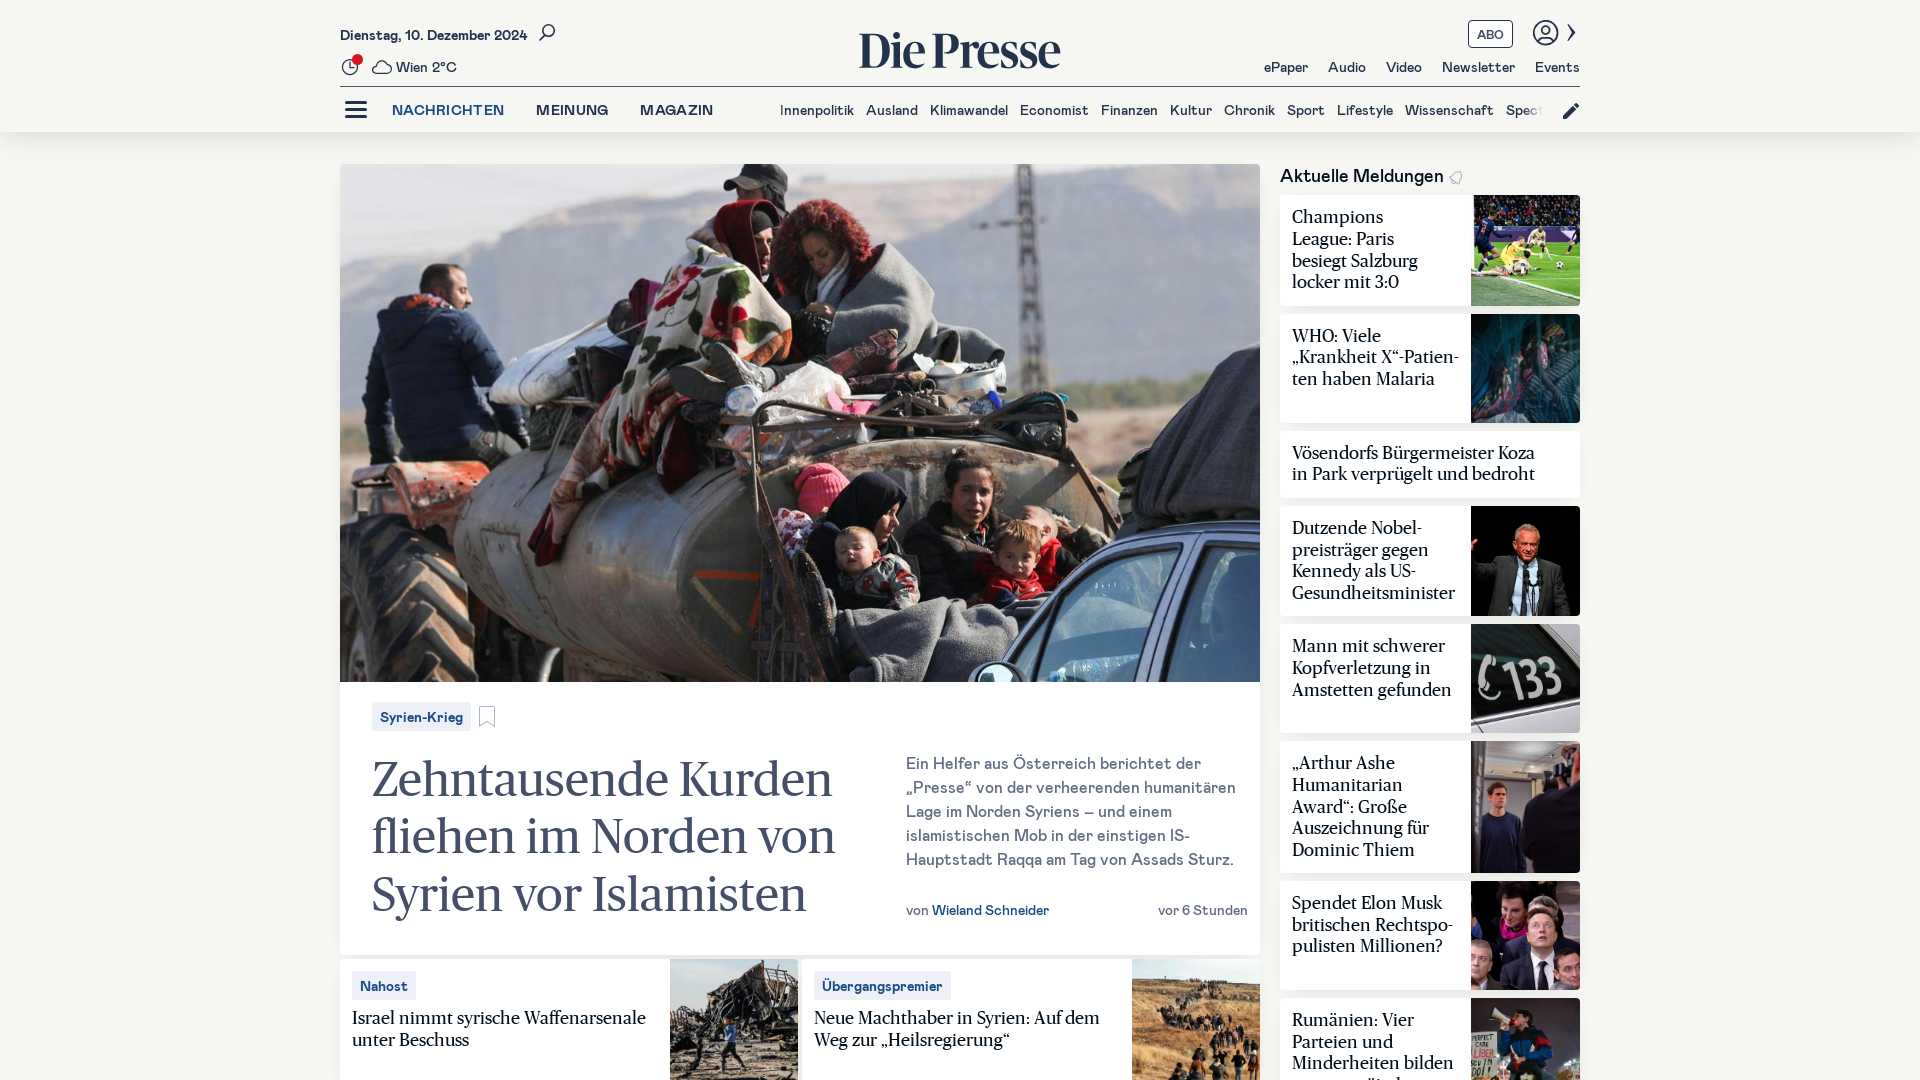 Dienstag, 10. Dezember 2024
Wien 2°C
Die Presse
ABO
ePaper Audio Video Newsletter Events
NACHRICHTEN MEINUNG MAGAZIN
Innenpolitik Ausland Klimawandel Economist Finanzen Kultur Chronik Sport Lifestyle Wissenschaft Spect
Syrien-Krieg
Zehntausende Kurden
fliehen im Norden von
Syrien vor Islamisten
Ein Helfer aus Österreich berichtet der
„Presse“ von der verheerenden humanitären
Lage im Norden Syriens – und einem
islamistischen Mob in der einstigen IS-
Hauptstadt Raqqa am Tag von Assads Sturz.
von Wieland Schneider
vor 6 Stunden
Nahost
Israel nimmt syrische Waffenarsenale
unter Beschuss
Übergangspremier
Neue Machthaber in Syrien: Auf dem
Weg zur „Heilsregierung“
Aktuelle Meldungen
Champions
League: Paris
besiegt Salzburg
locker mit 3:0
WHO: Viele
„Krankheit X“-Patien-
ten haben Malaria
Vösendorfs Bürgermeister Koza
in Park verprügelt und bedroht
Dutzende Nobel-
preisträger gegen
Kennedy als US-
Gesundheitsminister
Mann mit schwerer
Kopfverletzung in
Amstetten gefunden
133
„Arthur Ashe
Humanitarian
Award“: Große
Auszeichnung für
Dominic Thiem
Spendet Elon Musk
britischen Rechtspo-
pulisten Millionen?
Rumänien: Vier
Parteien und
Minderheiten bilden